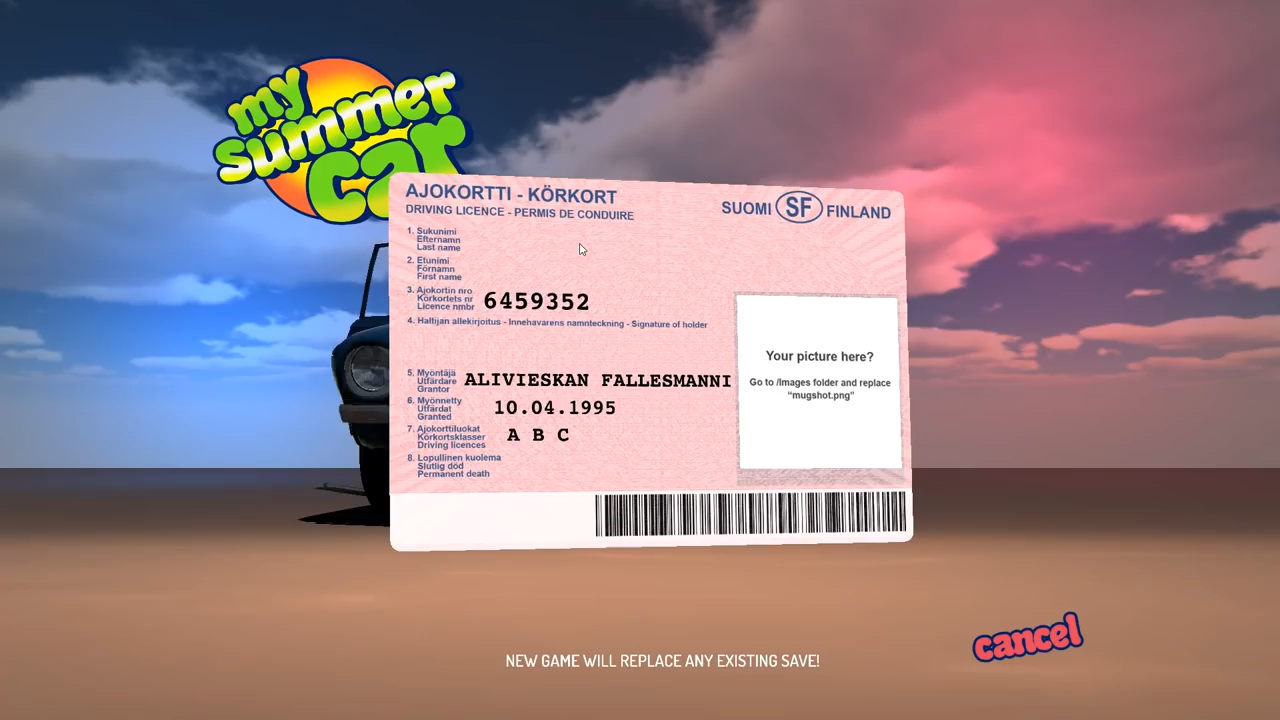 my
summer
car
AJOKORTTI - KÖRKORT
DRIVING LICENCE - PERMIS DE CONDUIRE
SUOMI SF FINLAND
1. Sukunimi
Efternamn
Last name
2. Etunimi
Förnamn
First name
3. Ajokortin nro
Körkortets nr
Licence nmbr
6459352
4. Haltijan allekirjoitus - Innehavarens namnteckning - Signature of holder
5. Myöntäjä
Utfärdare
Grantor
ALIVIESKAN FALLESMANNI
6. Myönnetty
Utfärdat
Granted
10.04.1995
7. Ajokorttiluokat
Körkortsklasser
Driving licences
A B C
8. Lopullinen kuolema
Slutlig död
Permanent death
Your picture here?
Go to /Images folder and replace
“mugshot.png”
cancel
NEW GAME WILL REPLACE ANY EXISTING SAVE!